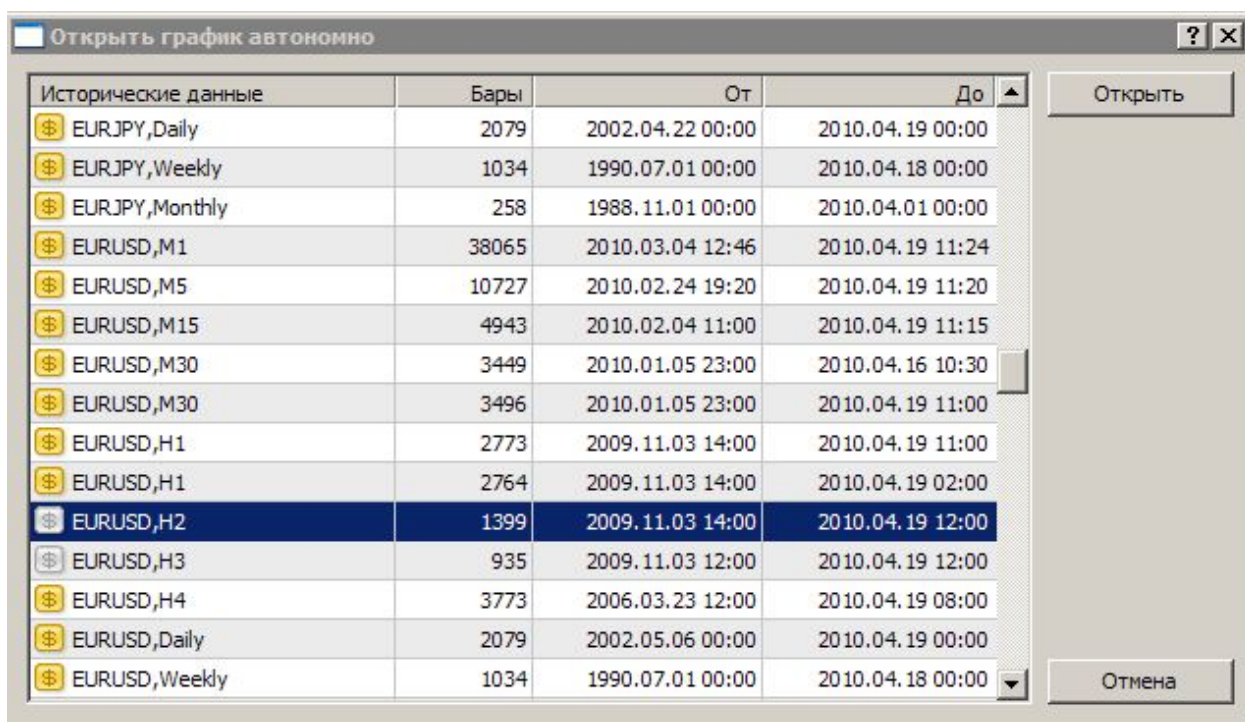 Открыть график автономно
Исторические данные Бары От До Открыть
EURJPY,Daily 2079 2002.04.22 00:00 2010.04.19 00:00
EURJPY,Weekly 1034 1990.07.01 00:00 2010.04.18 00:00
EURJPY,Monthly 258 1988.11.01 00:00 2010.04.01 00:00
EURUSD,M1 38065 2010.03.04 12:46 2010.04.19 11:24
EURUSD,M5 10727 2010.02.24 19:20 2010.04.19 11:20
EURUSD,M15 4943 2010.02.04 11:00 2010.04.19 11:15
EURUSD,M30 3449 2010.01.05 23:00 2010.04.16 10:30
EURUSD,M30 3496 2010.01.05 23:00 2010.04.19 11:00
EURUSD,H1 2773 2009.11.03 14:00 2010.04.19 11:00
EURUSD,H1 2764 2009.11.03 14:00 2010.04.19 02:00
EURUSD,H2 1399 2009.11.03 14:00 2010.04.19 12:00
EURUSD,H3 935 2009.11.03 12:00 2010.04.19 12:00
EURUSD,H4 3773 2006.03.23 12:00 2010.04.19 08:00
EURUSD,Daily 2079 2002.05.06 00:00 2010.04.19 00:00
EURUSD,Weekly 1034 1990.07.01 00:00 2010.04.18 00:00 Отмена